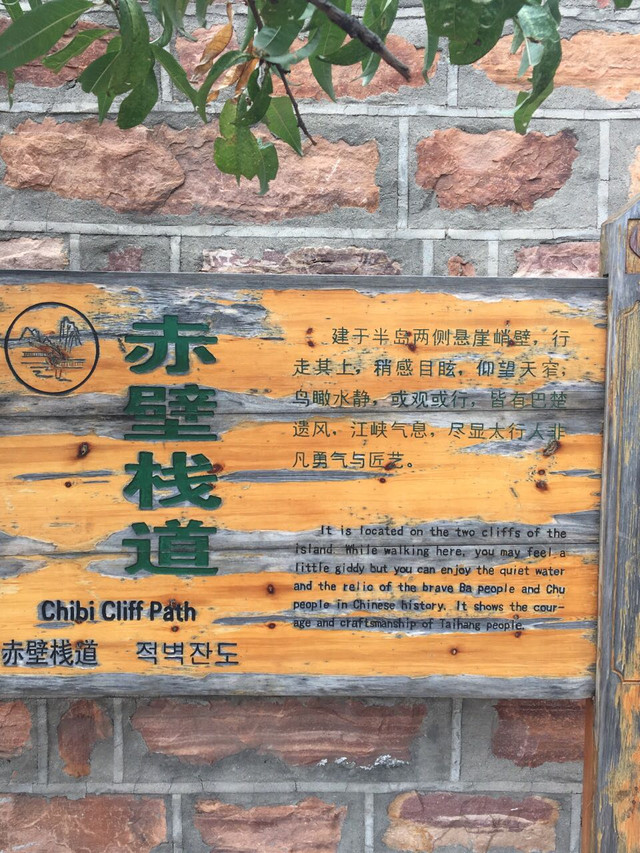 赤壁栈道
Chibi Cliff Path
赤壁栈道 적벽잔도
建于半岛两侧悬崖峭壁，行
走其上，稍感目眩，仰望天窄，
鸟瞰水静，或观或行，皆有巴楚
遗风，江峡气息，尽显太行人非
凡勇气与匠艺。
It is located on the two cliffs of the
island. While walking here, you may feel a
little giddy but you can enjoy the quiet water
and the relic of the brave Ba people and Chu
people in Chinese history. It shows the cour-
age and craftsmanship of Taihang people.